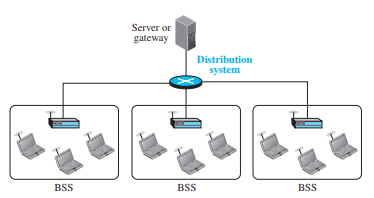 Server or
gateway
Distribution
system
BSS
BSS
BSS